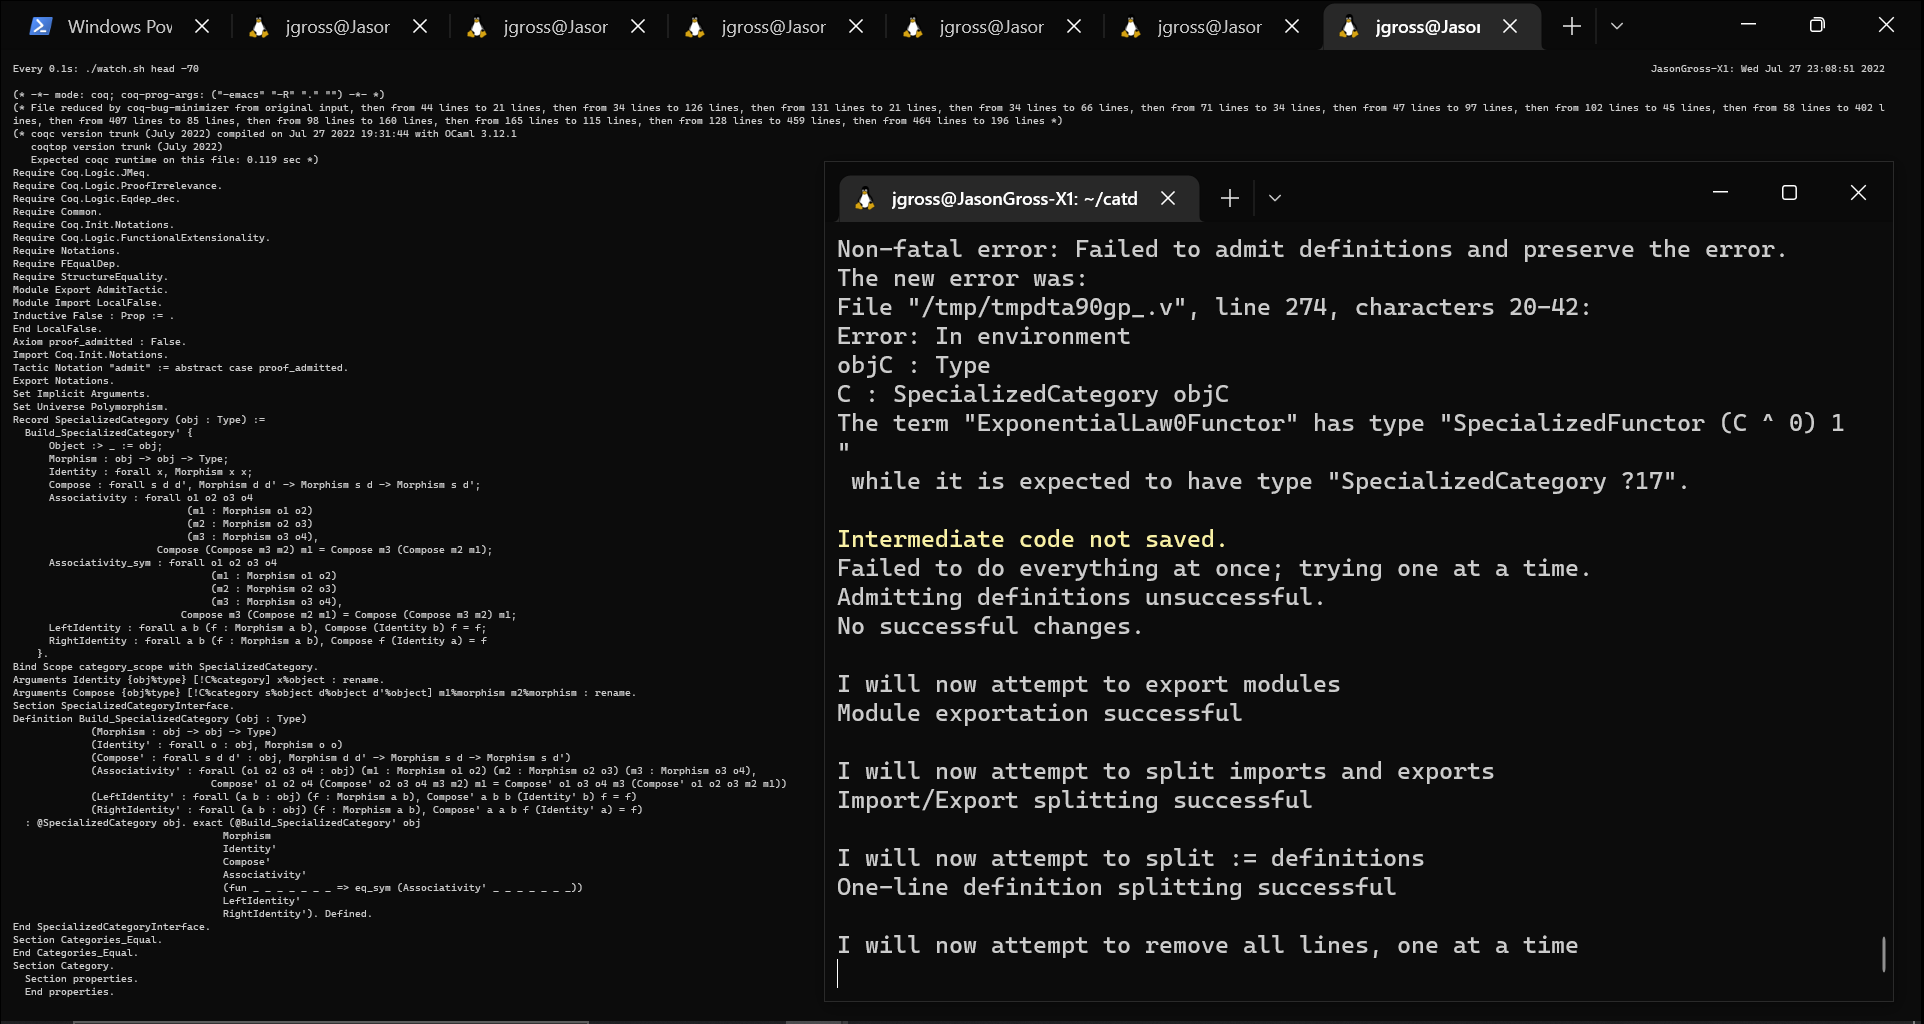 Windows Pov
jgross@Jasor
jgross@Jasor
jgross@Jasor
jgross@Jasor
jgross@Jasor
jgross@Jasor
Every 0.1s: ./watch.sh head -70
JasonGross-X1: Wed Jul 27 23:08:51 2022
(* -*- mode: coq; coq-prog-args: ("-emacs" "-R" "." "") -*- *)
(* File reduced by coq-bug-minimizer from original input, then from 44 lines to 21 lines, then from 34 lines to 126 lines, then from 131 lines to 21 lines, then from 34 lines to 66 lines, then from 71 lines to 34 lines, then from 47 lines to 97 lines, then from 102 lines to 45 lines, then from 58 lines to 402 l
ines, then from 407 lines to 85 lines, then from 98 lines to 160 lines, then from 165 lines to 115 lines, then from 128 lines to 459 lines, then from 464 lines to 196 lines *)
(* coqc version trunk (July 2022) compiled on Jul 27 2022 19:31:44 with OCaml 3.12.1
coqtop version trunk (July 2022)
Expected coqc runtime on this file: 0.119 sec *)
Require Coq.Logic.JMeq.
Require Coq.Logic.ProofIrrelevance.
Require Coq.Logic.Eqdep_dec.
Require Common.
Require Coq.Init.Notations.
Require Coq.Logic.FunctionalExtensionality.
Require Notations.
Require FEqualDep.
Require StructureEquality.
Module Export AdmitTactic.
Module Import LocalFalse.
Inductive False : Prop := .
End LocalFalse.
Axiom proof_admitted : False.
Import Coq.Init.Notations.
Tactic Notation "admit" := abstract case proof_admitted.
Export Notations.
Set Implicit Arguments.
Set Universe Polymorphism.
Record SpecializedCategory (obj : Type) :=
Build_SpecializedCategory' {
Object :> _ := obj;
Morphism : obj -> obj -> Type;
Identity : forall x, Morphism x x;
Compose : forall s d d', Morphism d d' -> Morphism s d -> Morphism s d';
Associativity : forall o1 o2 o3 o4
(m1 : Morphism o1 o2)
(m2 : Morphism o2 o3)
(m3 : Morphism o3 o4),
Compose (Compose m3 m2) m1 = Compose m3 (Compose m2 m1);
Associativity_sym : forall o1 o2 o3 o4
(m1 : Morphism o1 o2)
(m2 : Morphism o2 o3)
(m3 : Morphism o3 o4),
Compose m3 (Compose m2 m1) = Compose (Compose m3 m2) m1;
LeftIdentity : forall a b (f : Morphism a b), Compose (Identity b) f = f;
RightIdentity : forall a b (f : Morphism a b), Compose f (Identity a) = f
}.
Bind Scope category_scope with SpecializedCategory.
Arguments Identity {obj%type} [!C%category] x%object : rename.
Arguments Compose {obj%type} [!C%category s%object d%object d'%object] m1%morphism m2%morphism : rename.
Section SpecializedCategoryInterface.
Definition Build_SpecializedCategory (obj : Type)
(Morphism : obj -> obj -> Type)
(Identity' : forall o : obj, Morphism o o)
(Compose' : forall s d d' : obj, Morphism d d' -> Morphism s d -> Morphism s d')
(Associativity' : forall (o1 o2 o3 o4 : obj) (m1 : Morphism o1 o2) (m2 : Morphism o2 o3) (m3 : Morphism o3 o4),
Compose' o1 o2 o4 (Compose' o2 o3 o4 m3 m2) m1 = Compose' o1 o3 o4 m3 (Compose' o1 o2 o3 m2 m1))
(LeftIdentity' : forall (a b : obj) (f : Morphism a b), Compose' a b b (Identity' b) f = f)
(RightIdentity' : forall (a b : obj) (f : Morphism a b), Compose' a a b f (Identity' a) = f)
: @SpecializedCategory obj. exact (@Build_SpecializedCategory' obj
Morphism
Identity'
Compose'
Associativity'
(fun _ _ _ _ _ _ _ => eq_sym (Associativity' _ _ _ _ _ _ _))
LeftIdentity'
RightIdentity'). Defined.
End SpecializedCategoryInterface.
Section Categories_Equal.
End Categories_Equal.
Section Category.
Section properties.
End properties.
jgross@JasonGross-X1: ~/catd
Non-fatal error: Failed to admit definitions and preserve the error.
The new error was:
File "/tmp/tmpdta90gp_.v", line 274, characters 20-42:
Error: In environment
objC : Type
C : SpecializedCategory objC
The term "ExponentialLaw0Functor" has type "SpecializedFunctor (C ^ 0) 1
"
while it is expected to have type "SpecializedCategory ?17".
Intermediate code not saved.
Failed to do everything at once; trying one at a time.
Admitting definitions unsuccessful.
No successful changes.
I will now attempt to export modules
Module exportation successful
I will now attempt to split imports and exports
Import/Export splitting successful
I will now attempt to split := definitions
One-line definition splitting successful
I will now attempt to remove all lines, one at a time